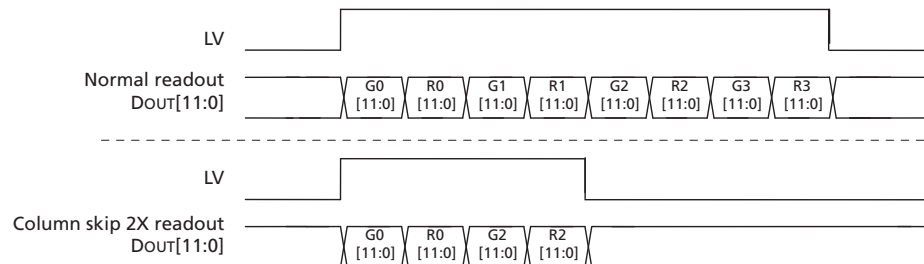 LV
Normal readout
DOUT[11:0]
G0 R0 G1 R1 G2 R2 G3 R3
[11:0] [11:0] [11:0] [11:0] [11:0] [11:0] [11:0] [11:0]
LV
Column skip 2X readout
DOUT[11:0]
G0 R0 G2 R2
[11:0] [11:0] [11:0] [11:0]